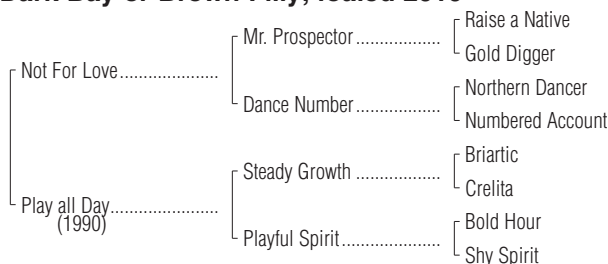 Dark Bay or Brown Filly; foaled
Raise a Native
Mr. Prospector ..................
Gold Digger
Not For Love.....................
Northern Dancer
Dance Number ..................
Numbered Account
Briartic
Steady Growth ..................
Crelita
Play all Day.......................
(1990)
Bold Hour
Playful Spirit.....................
Shy Spirit